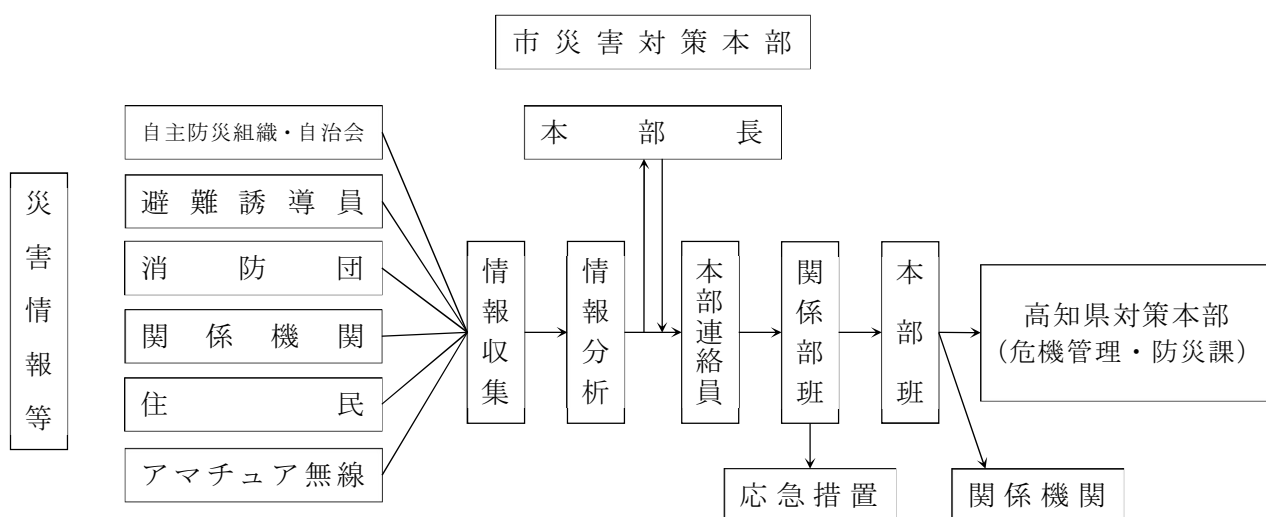 市災害対策本部
本部長
災害情報等
自主防災組織・自治会
避難誘導員
消防団
関係機関
住民
アマチュア無線
情報収集
情報分析
本部連絡員
関係部班
本部班
高知県対策本部
(危機管理・防災課)
応急措置
関係機関